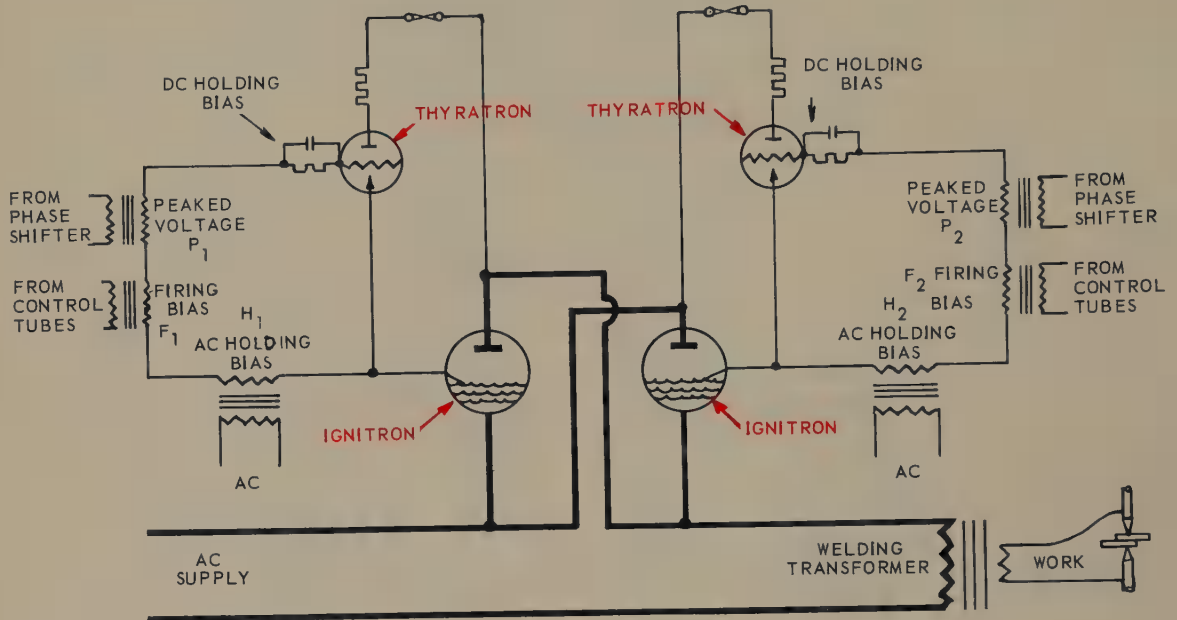 DC HOLDING
BIAS
THYRATRON
THYRATRON
DC HOLDING
BIAS
FROM
PHASE
SHIFTER
PEAKED
VOLTAGE
P1
PEAKED
VOLTAGE
P2
FROM
PHASE
SHIFTER
FROM
CONTROL
TUBES
FIRING
BIAS
F1
H1
AC HOLDING
BIAS
F2 FIRING
BIAS
H2
AC HOLDING
BIAS
FROM
CONTROL
TUBES
IGNITRON
IGNITRON
AC
AC
AC
SUPPLY
WELDING
TRANSFORMER
WORK